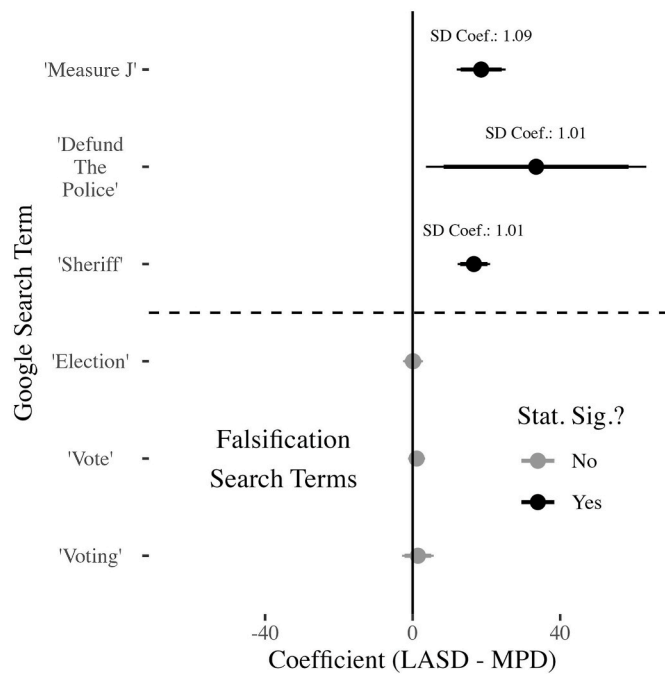 SD Coef.: 1.09
'Measure J'
SD Coef.: 1.01
'Defund
The
Police'
SD Coef.: 1.01
'Sheriff'
Google Search Term
'Election'
Falsification
Search Terms
'Vote'
'Voting'
Stat. Sig.?
No
Yes
-40
0
40
Coefficient (LASD - MPD)